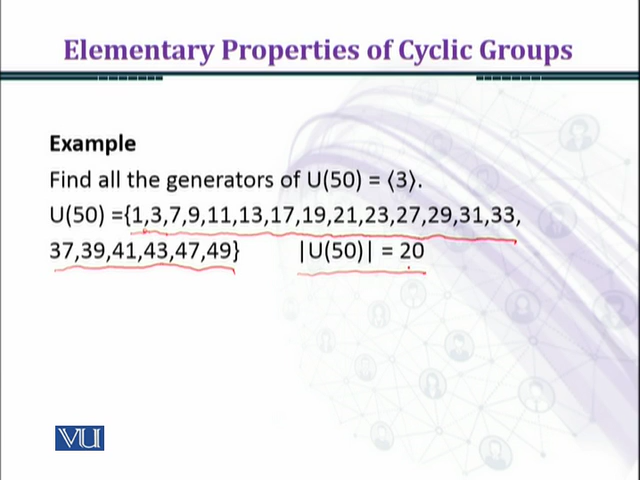 Elementary Properties of Cyclic Groups
Example
Find all the generators of U(50) = ⟨3⟩.
U(50) ={1,3,7,9,11,13,17,19,21,23,27,29,31,33,
37,39,41,43,47,49} |U(50)| = 20
VU